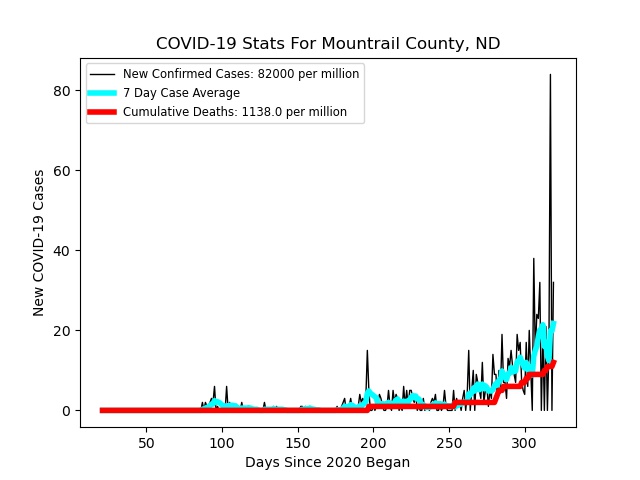 COVID-19 Stats For Mountrail County, ND
New Confirmed Cases: 82000 per million
7 Day Case Average
Cumulative Deaths: 1138.0 per million
New COVID-19 Cases
80
60
40
20
0
50 100 150 200 250 300
Days Since 2020 Began